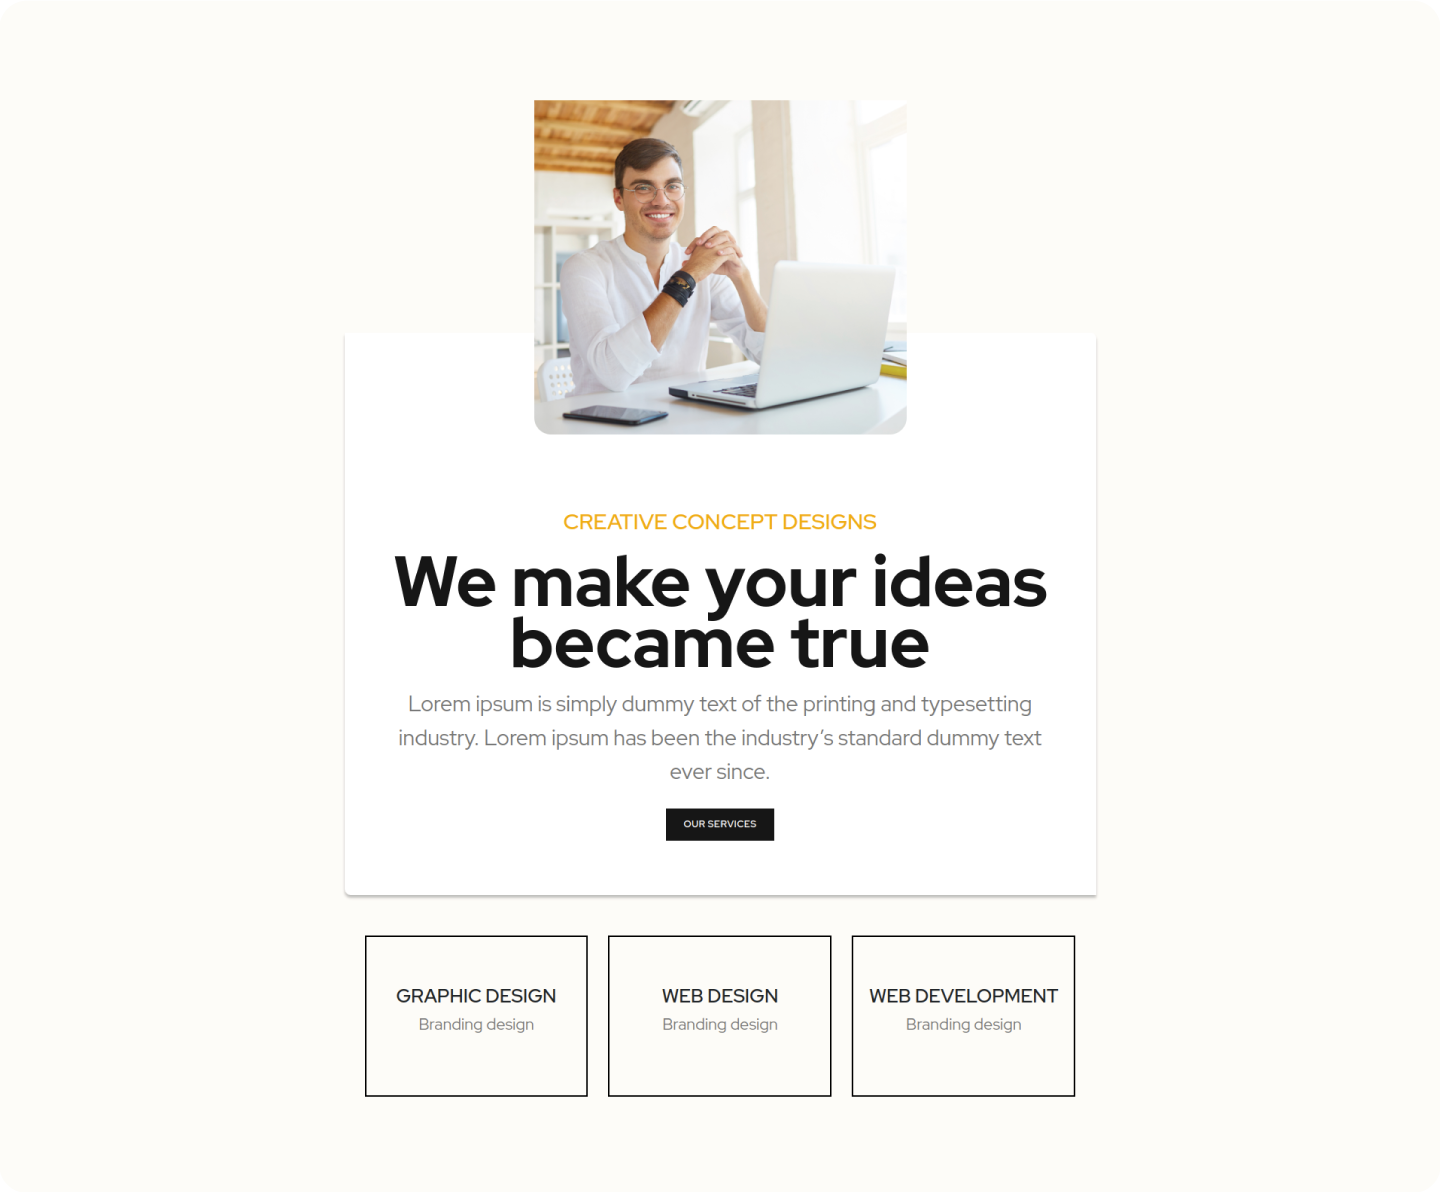 CREATIVE CONCEPT DESIGNS
We make your ideas
became true
Lorem ipsum is simply dummy text of the printing and typesetting
industry. Lorem ipsum has been the industry’s standard dummy text
ever since.
OUR SERVICES
GRAPHIC DESIGN
Branding design
WEB DESIGN
Branding design
WEB DEVELOPMENT
Branding design